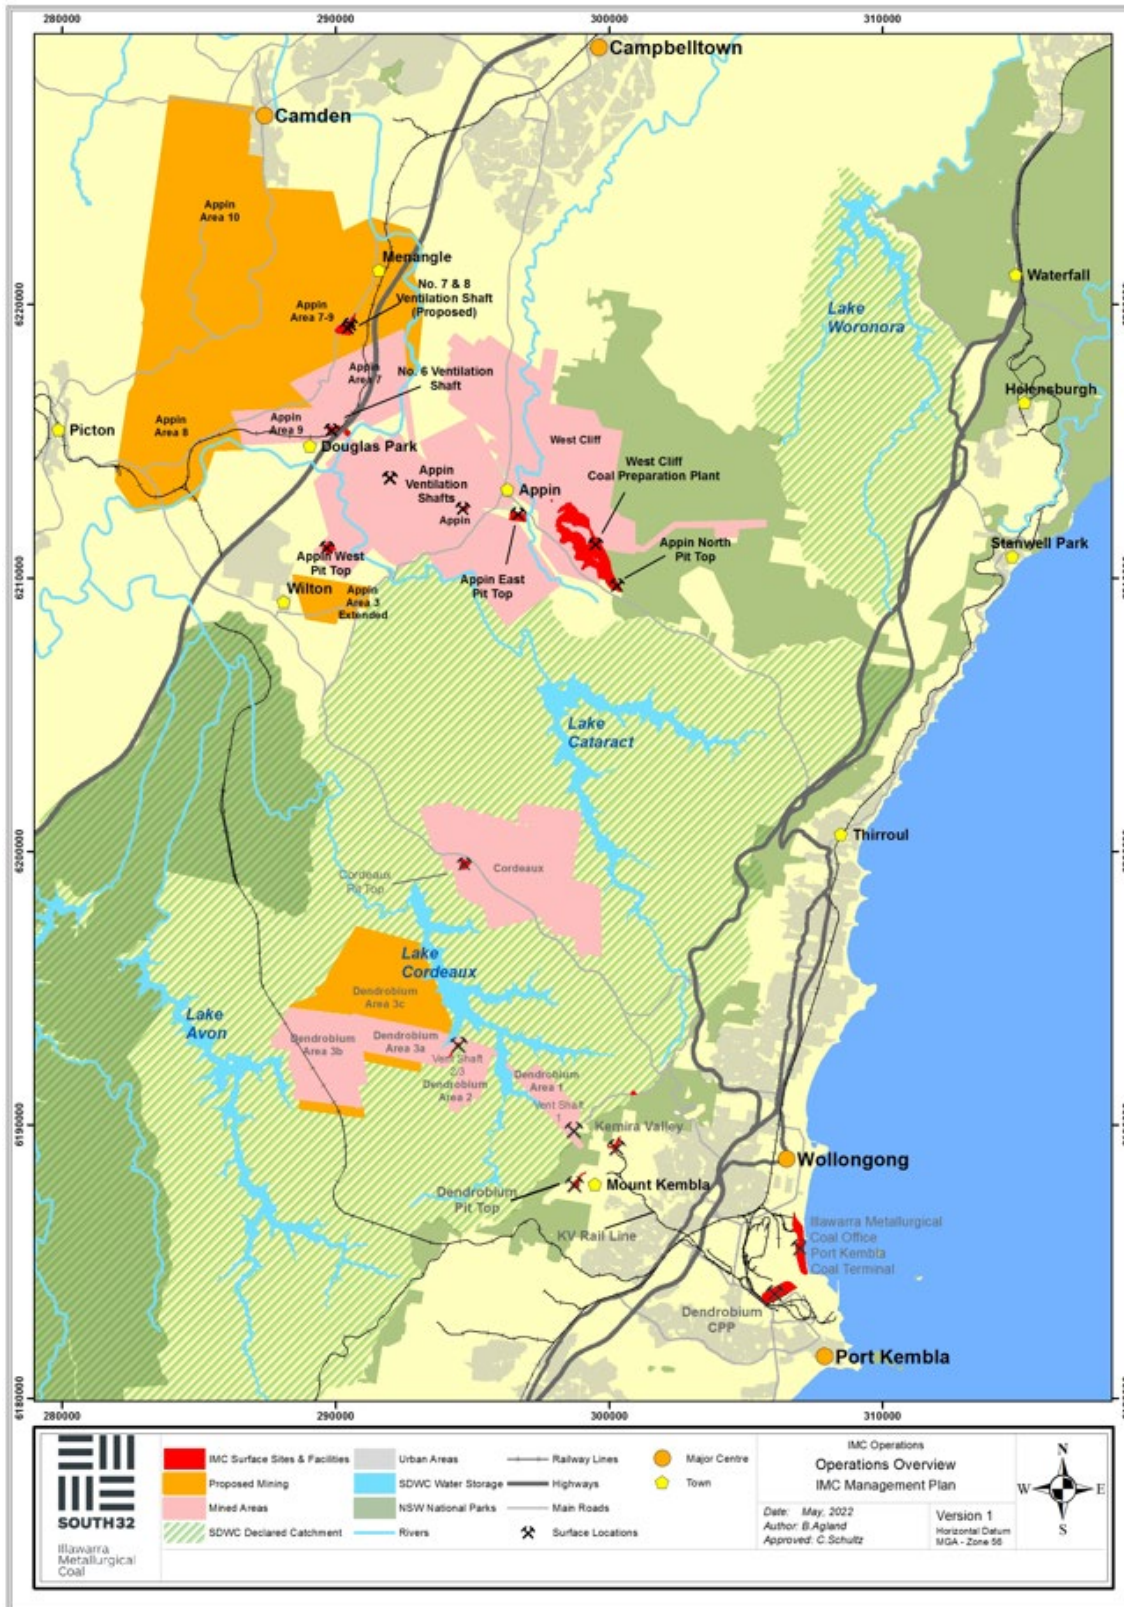 280000
290000
300000
310000
Campbelltown
Camden
Appin
Area 10
Menangle
No. 7 & 8
Ventilation Shaft
(Proposed)
Appin
Area 7-9
Waterfall
6220000
Lake
Woronora
Appin
Area 7
No. 6 Ventilation
Shaft
Helensburgh
Picton
Appin
Area 8
Appin
Area 9
Douglas Park
West Cliff
West Cliff
Coal Preparation Plant
Appin
Ventilation
Shafts
Appin
Appin
Appin North
Pit Top
Stanwell Park
Appin West
Pit Top
Appin East
Pit Top
6210000
Wilton
Appin
Area 3
Extended
Lake
Cataract
Thirroul
6200000
Cordeaux
Pit Top
Cordeaux
Lake
Cordeaux
Dendrobium
Area 3c
Lake
Avon
Dendrobium
Area 3b
Dendrobium
Area 3a
Vent Shaft
2/3
Dendrobium
Area 2
Dendrobium
Area 1
Vent Shaft
1
6190000
Kemira Valley
Wollongong
Dendrobium
Pit Top
Mount Kembla
KV Rail Line
Illawarra Metallurgical
Coal Office
Port Kembla
Coal Terminal
Dendrobium
CPP
Port Kembla
6180000
280000
290000
300000
310000
SOUTH32
Illawarra
Metallurgical
Coal
IMC Surface Sites & Facilities
Proposed Mining
Mined Areas
SDWC Declared Catchment
Urban Areas
SDWC Water Storage
NSW National Parks
Rivers
Railway Lines
Highways
Main Roads
Surface Locations
Major Centre
Town
IMC Operations
Operations Overview
IMC Management Plan
Date: May, 2022
Author: B.Agland
Approved: C.Schultz
Version 1
Horizontal Datum
MGA - Zone 56
N
W
E
S